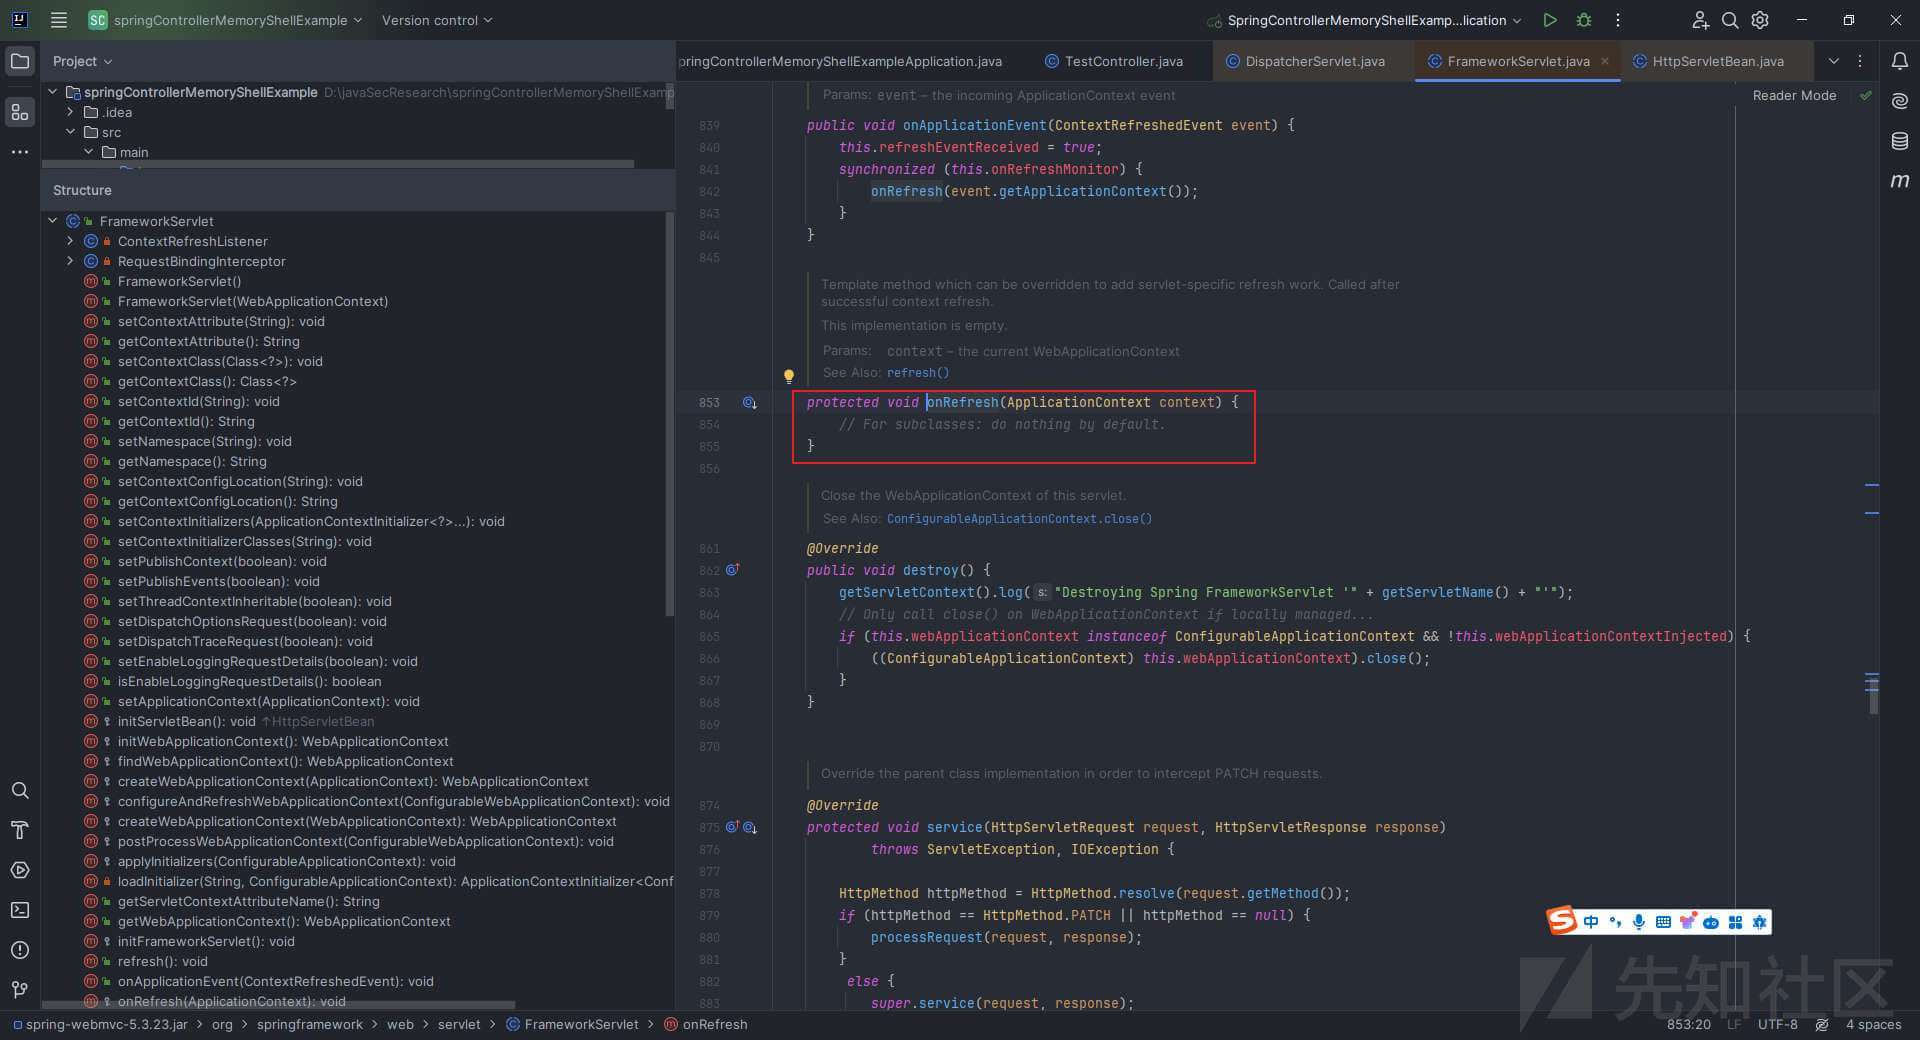 SC springControllerMemoryShellExample Version control SpringControllerMemoryShellExamp...lication
Project
pringControllerMemoryShellExampleApplication.java TestController.java DispatcherServlet.java FrameworkServlet.java HttpServletBean.java
springControllerMemoryShellExample D:\javaSecResearch\springControllerMemoryShellExamp
.idea
src
main
Structure
FrameworkServlet
ContextRefreshListener
RequestBindingInterceptor
FrameworkServlet()
FrameworkServlet(WebApplicationContext)
setContextAttribute(String): void
getContextAttribute(): String
setContextClass(Class<?>): void
getContextClass(): Class<?>
setContextId(String): void
getContextId(): String
setNamespace(String): void
getNamespace(): String
setContextConfigLocation(String): void
getContextConfigLocation(): String
setContextInitializers(ApplicationContextInitializer<?>...): void
setContextInitializerClasses(String): void
setPublishContext(boolean): void
setPublishEvents(boolean): void
setThreadContextInheritable(boolean): void
setDispatchOptionsRequest(boolean): void
setDispatchTraceRequest(boolean): void
setEnableLoggingRequestDetails(boolean): void
isEnableLoggingRequestDetails(): boolean
setApplicationContext(ApplicationContext): void
initServletBean(): void ↑HttpServletBean
initWebApplicationContext(): WebApplicationContext
findWebApplicationContext(): WebApplicationContext
createWebApplicationContext(ApplicationContext): WebApplicationContext
configureAndRefreshWebApplicationContext(ConfigurableWebApplicationContext): void
createWebApplicationContext(WebApplicationContext): WebApplicationContext
postProcessWebApplicationContext(ConfigurableWebApplicationContext): void
applyInitializers(ConfigurableApplicationContext): void
loadInitializer(String, ConfigurableApplicationContext): ApplicationContextInitializer<Conf
getServletContextAttributeName(): String
getWebApplicationContext(): WebApplicationContext
initFrameworkServlet(): void
refresh(): void
onApplicationEvent(ContextRefreshedEvent): void
onRefresh(ApplicationContext): void
Params: event – the incoming ApplicationContext event
Reader Mode
839 public void onApplicationEvent(ContextRefreshedEvent event) {
840 this.refreshEventReceived = true;
841 synchronized (this.onRefreshMonitor) {
842 onRefresh(event.getApplicationContext());
843 }
844 }
845
Template method which can be overridden to add servlet-specific refresh work. Called after
successful context refresh.
This implementation is empty.
Params: context – the current WebApplicationContext
See Also: refresh()
853 protected void onRefresh(ApplicationContext context) {
854 // For subclasses: do nothing by default.
855 }
856
Close the WebApplicationContext of this servlet.
See Also: ConfigurableApplicationContext.close()
861 @Override
862 public void destroy() {
863 getServletContext().log( s: "Destroying Spring FrameworkServlet '" + getServletName() + "'");
864 // Only call close() on WebApplicationContext if locally managed...
865 if (this.webApplicationContext instanceof ConfigurableApplicationContext && !this.webApplicationContextInjected) {
866 ((ConfigurableApplicationContext) this.webApplicationContext).close();
867 }
868 }
869
870
Override the parent class implementation in order to intercept PATCH requests.
874 @Override
875 protected void service(HttpServletRequest request, HttpServletResponse response)
876 throws ServletException, IOException {
877
878 HttpMethod httpMethod = HttpMethod.resolve(request.getMethod());
879 if (httpMethod == HttpMethod.PATCH || httpMethod == null) {
880 processRequest(request, response);
881 }
882 else {
883 super.service(request, response);
中
先知社区
spring-webmvc-5.3.23.jar > org > springframework > web > servlet > FrameworkServlet > onRefresh
853:20 LF UTF-8 4 spaces